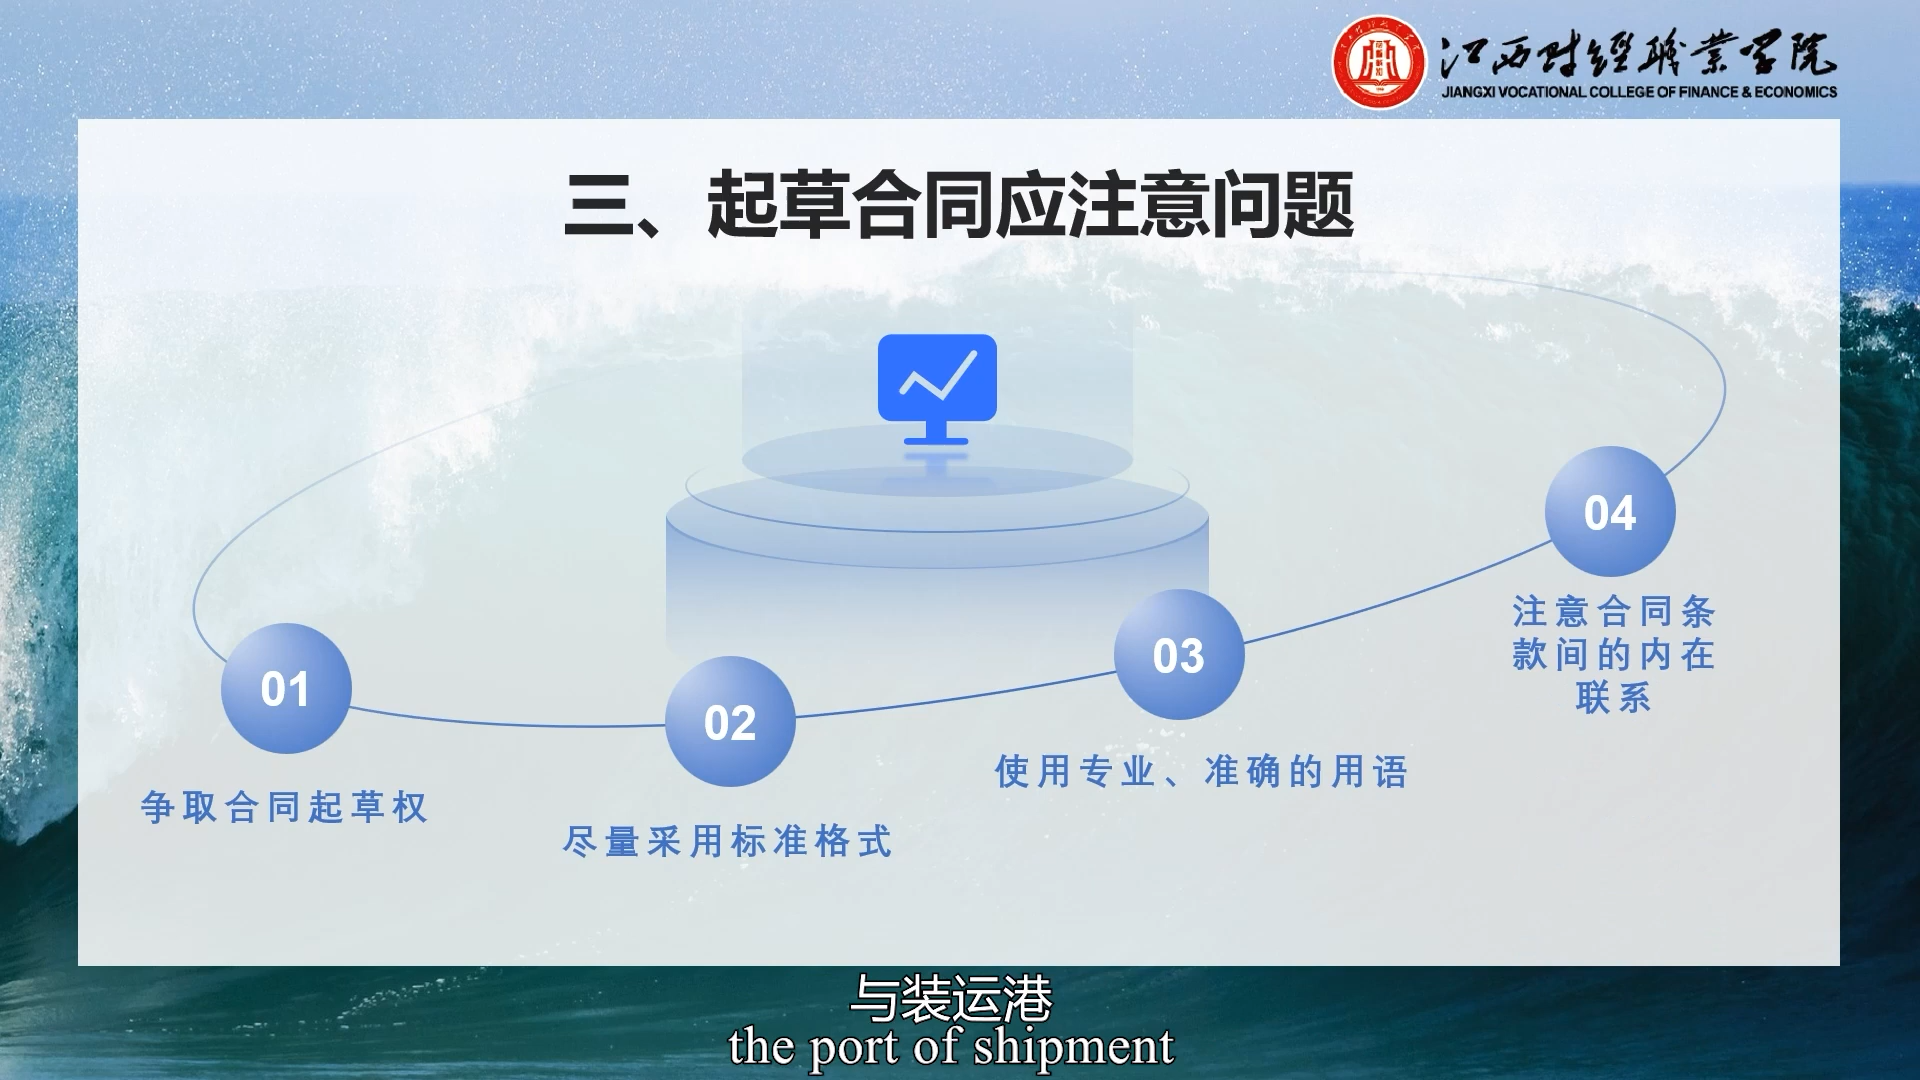 江西财经职业学院
JIANGXI VOCATIONAL COLLEGE OF FINANCE & ECONOMICS
三、起草合同应注意问题
01
争取合同起草权
02
尽量采用标准格式
03
使用专业、准确的用语
04
注意合同条
款间的内在
联系
与装运港
the port of shipment